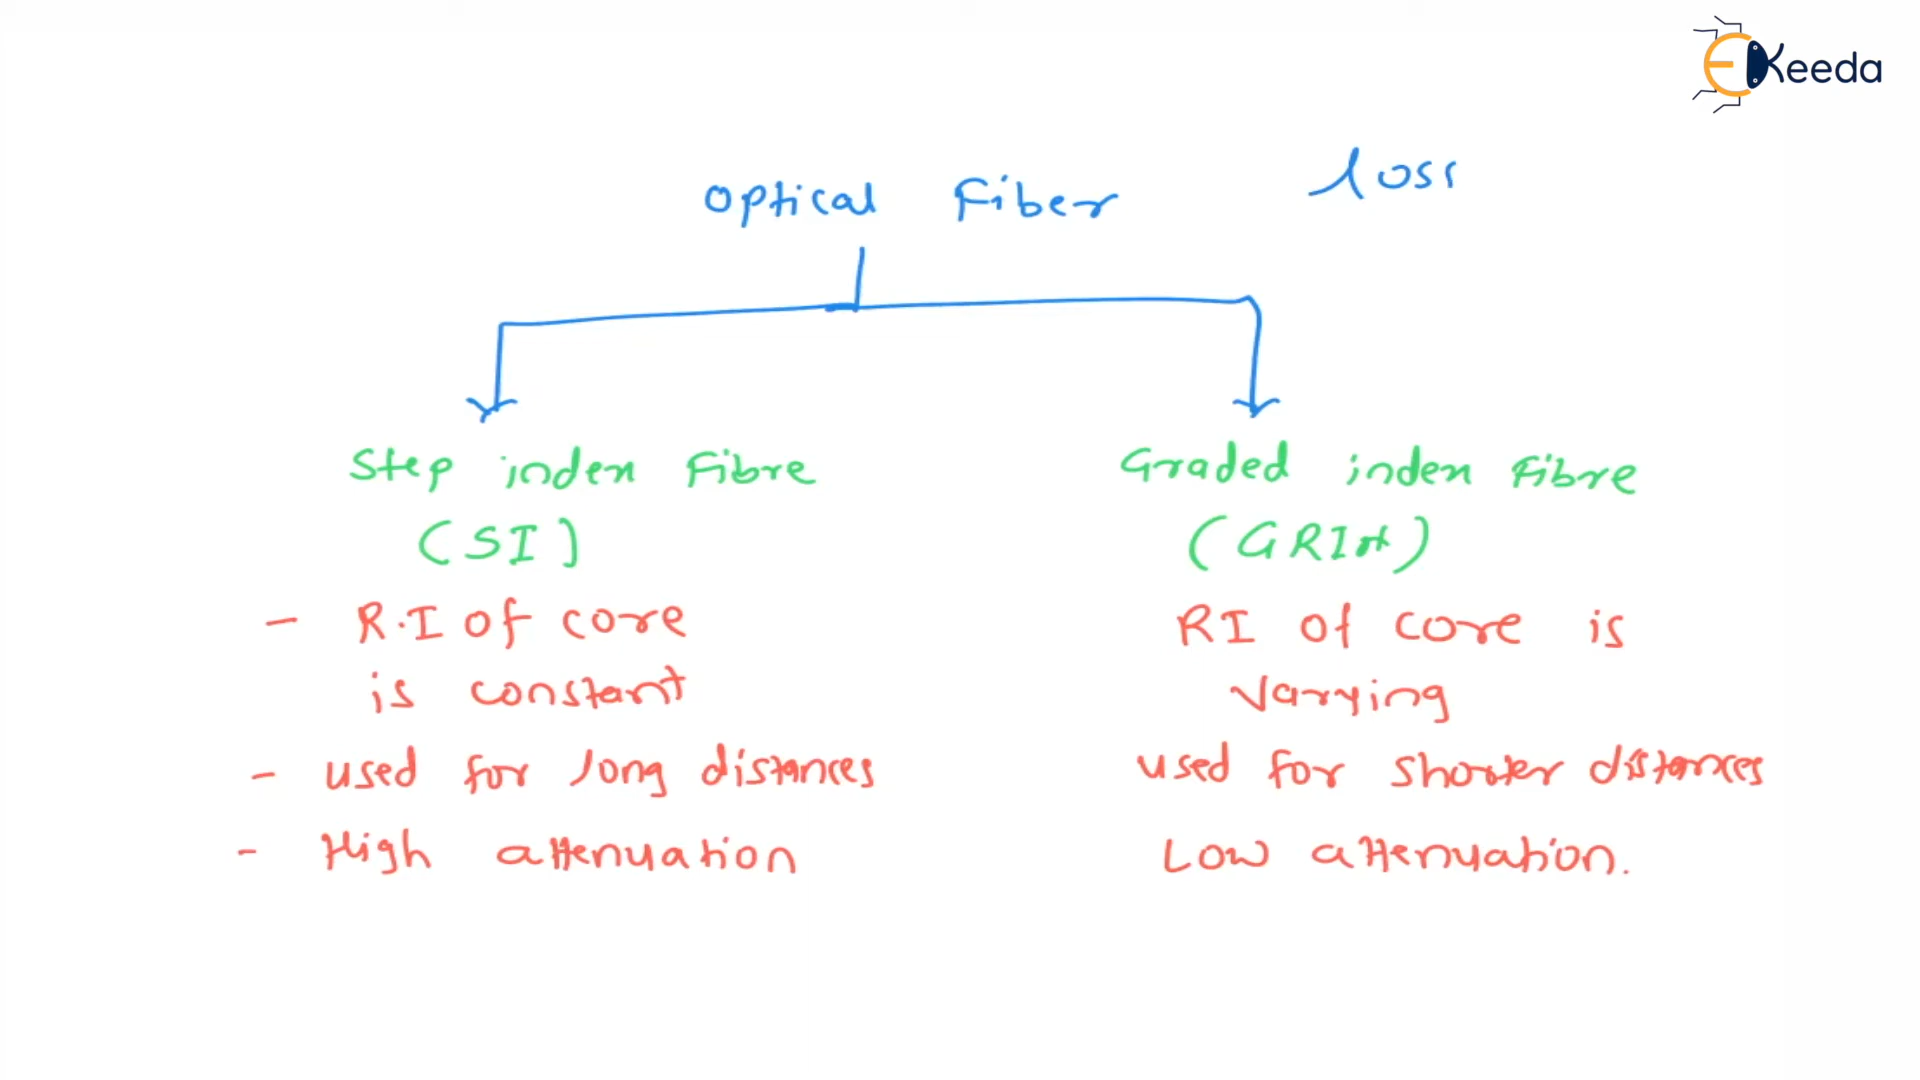 EKeeda
Optical Fiber
loss
Step index Fibre
(SI)
- R.I of core
is constant
- used for long distances
- High attenuation
Graded index Fibre
(GRIN)
RI of core is
varying
used for shorter distances
Low attenuation.